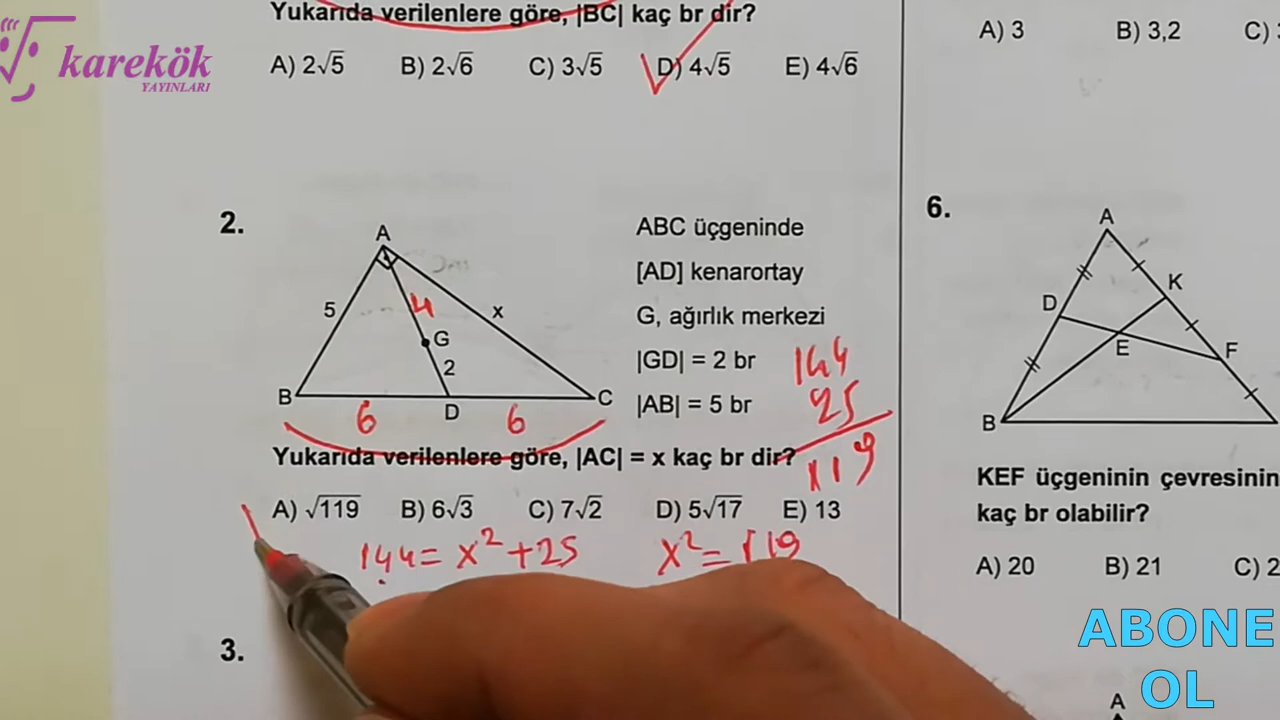 karekök
YAYINLARI
Yukarıda verilenlere göre, |BC| kaç br dir?
A) 2√5 B) 2√6 C) 3√5 D) 4√5 E) 4√6
2.
A
5
4
x
G
2
B
D
C
6
6
ABC üçgeninde
[AD] kenarortay
G, ağırlık merkezi
|GD| = 2 br
|AB| = 5 br
144
25
119
Yukarıda verilenlere göre, |AC| = x kaç br dir?
A) √119 B) 6√3 C) 7√2 D) 5√17 E) 13
144 = x² + 25 x² = 119
3.
A) 3 B) 3,2 C)
6.
A
K
D
E
F
B
KEF üçgeninin çevresinin
kaç br olabilir?
A) 20 B) 21 C) 2
A
ABONE
OL